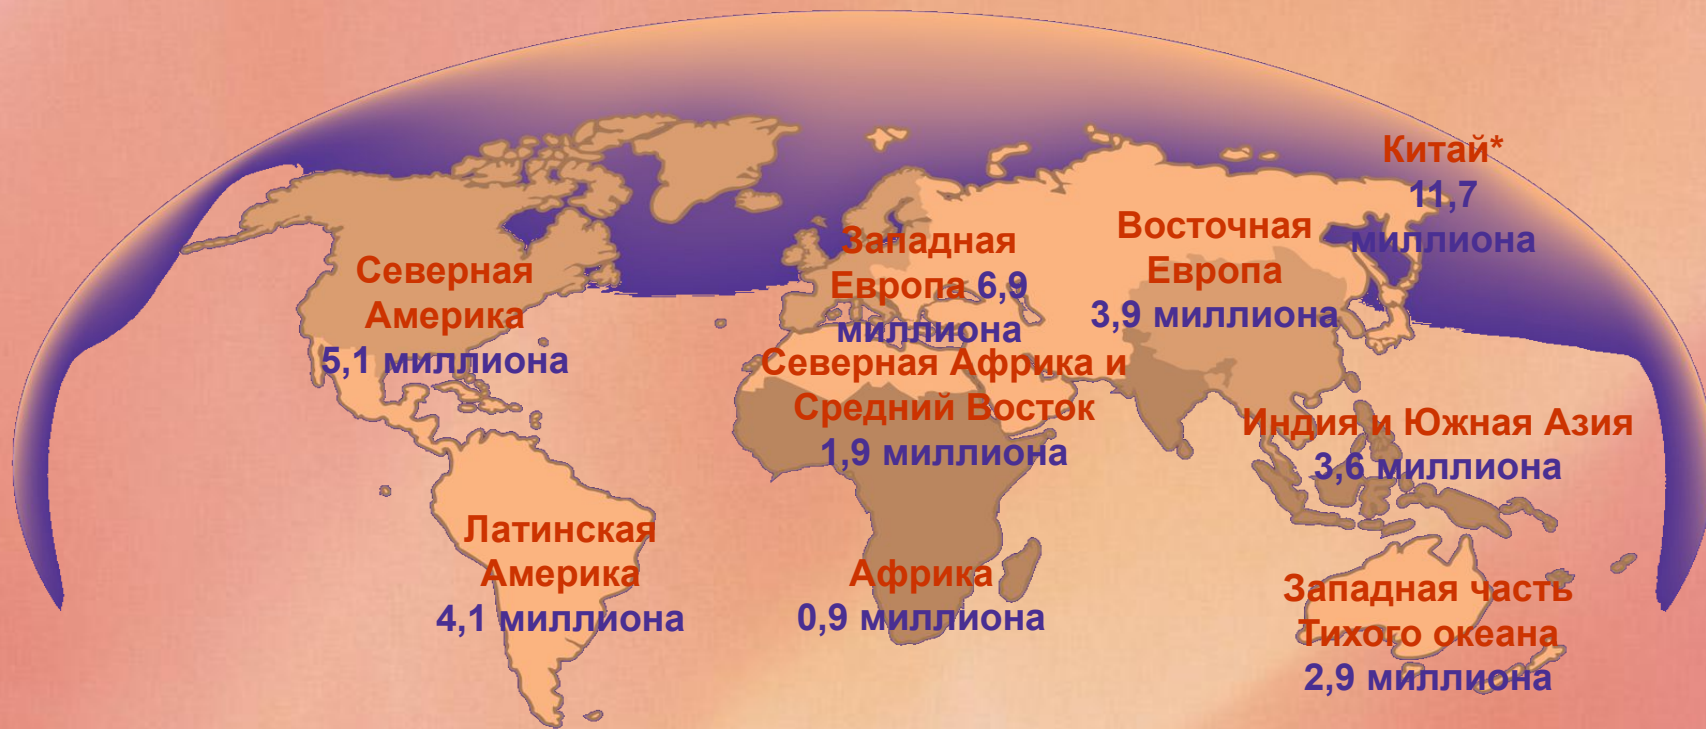 Китай*
11,7
миллиона
Восточная
Европа
3,9 миллиона
Западная
Европа 6,9
миллиона
Северная
Америка
5,1 миллиона
Северная Африка и
Средний Восток
1,9 миллиона
Индия и Южная Азия
3,6 миллиона
Латинская
Америка
4,1 миллиона
Африка
0,9 миллиона
Западная часть
Тихого океана
2,9 миллиона